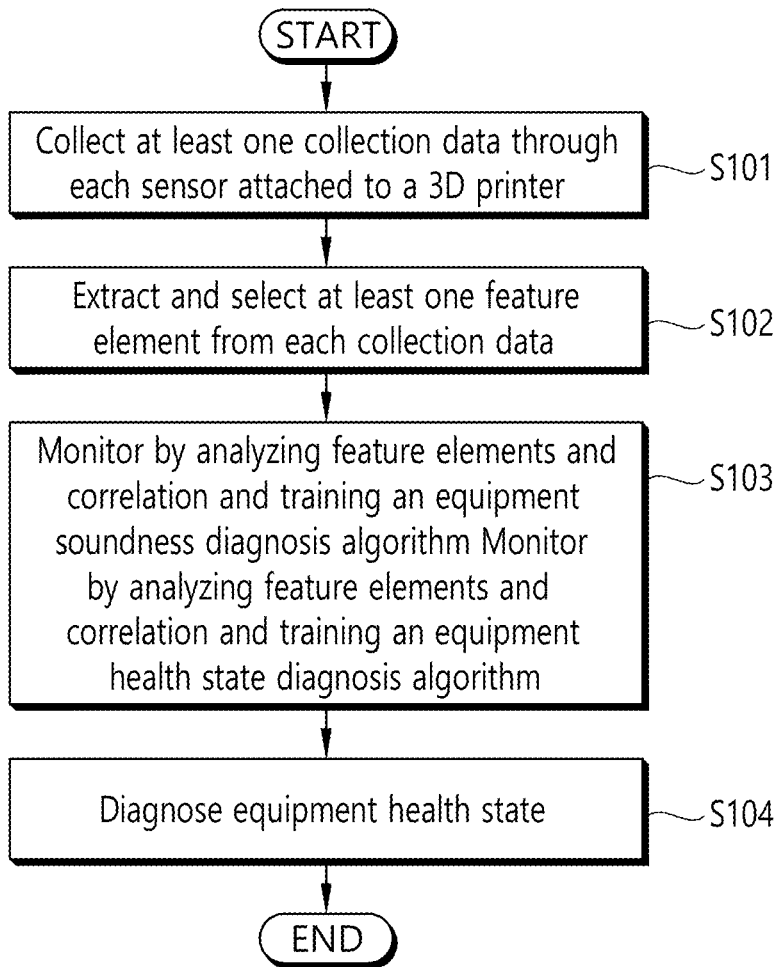 START
Collect at least one collection data through
each sensor attached to a 3D printer
S101
Extract and select at least one feature
element from each collection data
S102
Monitor by analyzing feature elements and
correlation and training an equipment
soundness diagnosis algorithm Monitor
by analyzing feature elements and
correlation and training an equipment
health state diagnosis algorithm
S103
Diagnose equipment health state
S104
END